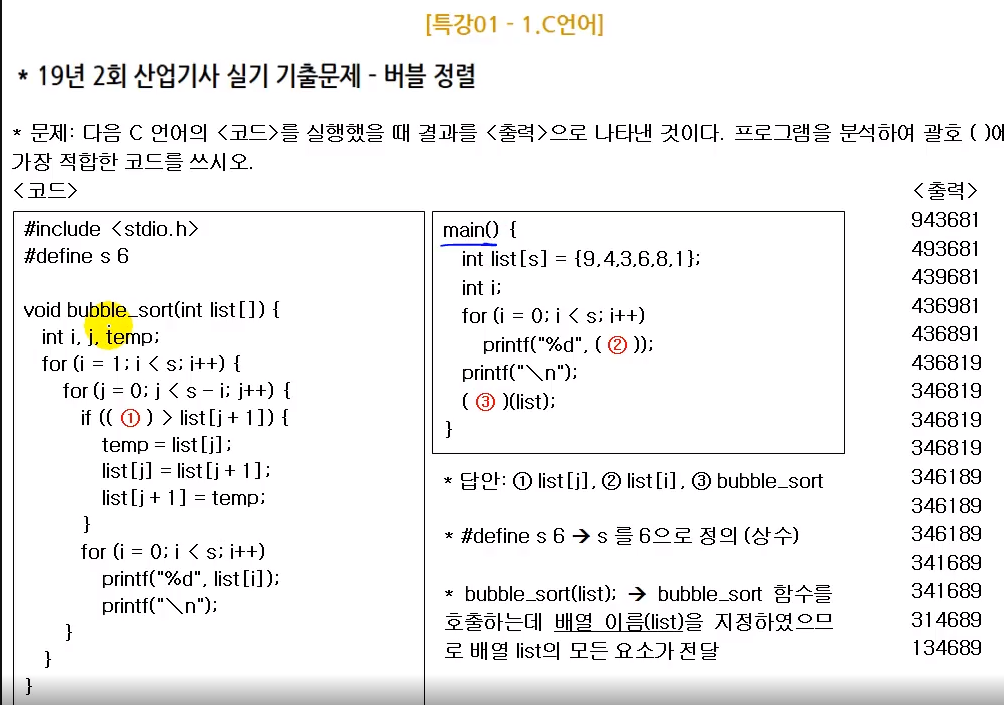 [특강01 - 1.C언어]
* 19년 2회 산업기사 실기 기출문제 - 버블 정렬
* 문제: 다음 C 언어의 <코드>를 실행했을 때 결과를 <출력>으로 나타낸 것이다. 프로그램을 분석하여 괄호 ( )에
가장 적합한 코드를 쓰시오.
<코드>
#include <stdio.h>
#define s 6
void bubble_sort(int list[]) {
int i, j, temp;
for (i = 1; i < s; i++) {
for (j = 0; j < s - i; j++) {
if (( ① ) > list[j+1]) {
temp = list[j];
list[j] = list[j+1];
list[j+1] = temp;
}
for (i = 0; i < s; i++)
printf("%d", list[i]);
printf("\n");
}
}
}
main() {
int list[s] = {9,4,3,6,8,1};
int i;
for (i = 0; i < s; i++)
printf("%d", ( ② ));
printf("\n");
( ③ )(list);
}
* 답안: ① list[j], ② list[i], ③ bubble_sort
* #define s 6 → s 를 6으로 정의 (상수)
* bubble_sort(list); → bubble_sort 함수를
호출하는데 배열 이름(list)을 지정하였으므
로 배열 list의 모든 요소가 전달
<출력>
943681
493681
439681
436981
436891
436819
346819
346819
346819
346189
346189
346189
341689
341689
314689
134689